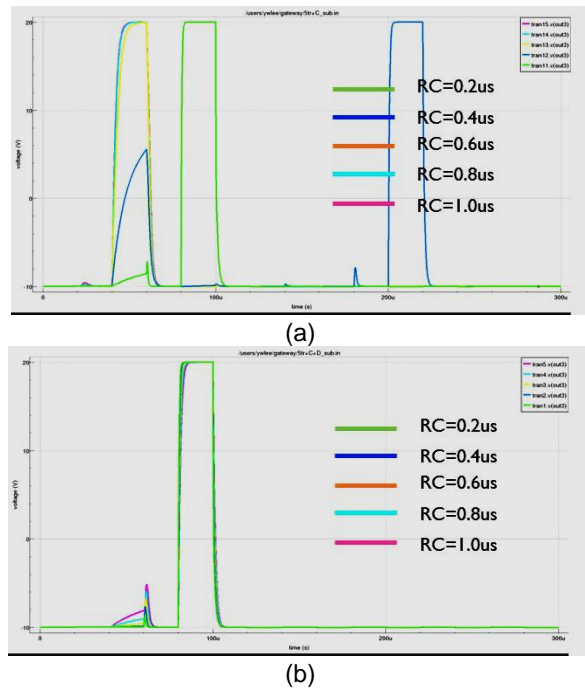 /users/ywlee/gateway/5tr+C_sub.in
20
tran15.v(out3)
tran14.v(out3)
tran13.v(out3)
tran12.v(out3)
tran11.v(out3)
10
RC=0.2us
RC=0.4us
voltage (V)
RC=0.6us
0
RC=0.8us
RC=1.0us
-10
0
100u
200u
300u
time (s)
(a)
/users/ywlee/gateway/5tr+C+D_sub.in
20
tran5.v(out3)
tran4.v(out3)
tran3.v(out3)
tran2.v(out3)
tran1.v(out3)
10
RC=0.2us
RC=0.4us
voltage (V)
RC=0.6us
0
RC=0.8us
RC=1.0us
-10
0
100u
200u
300u
time (s)
(b)